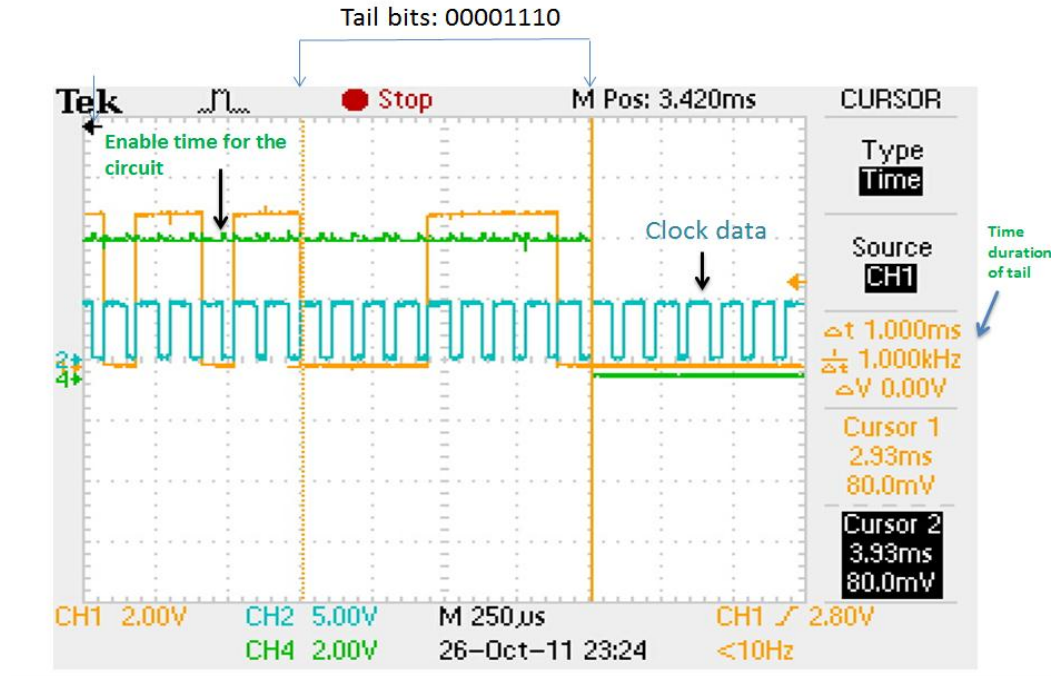 Tail bits: 00001110
Tek Stop M Pos: 3.420ms CURSOR
Enable time for the
circuit
Type
Time
Clock data
Source
CH1
Time
duration
of tail
Δt 1.000ms
1/Δt 1.000kHz
ΔV 0.00V
2
4
Cursor 1
2.93ms
80.0mV
Cursor 2
3.93ms
80.0mV
CH1 2.00V CH2 5.00V M 250µs CH1 2.80V
CH4 2.00V 26-Oct-11 23:24 <10Hz